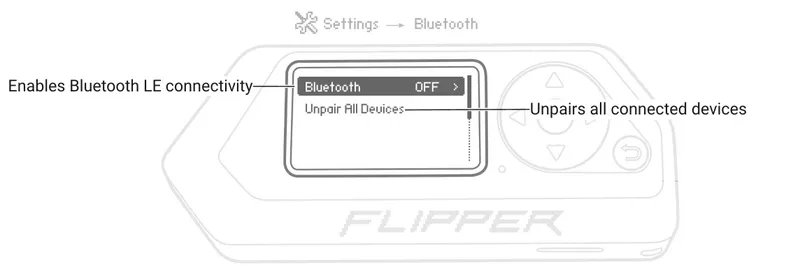 Settings → Bluetooth
Enables Bluetooth LE connectivity
Bluetooth OFF >
Unpair All Devices
Unpairs all connected devices
FLIPPER